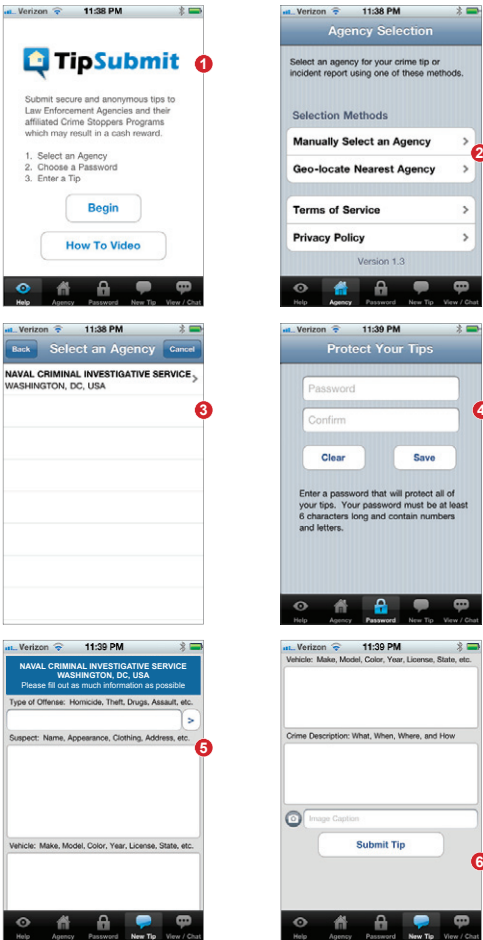 Verizon 11:38 PM
TipSubmit
1
Submit secure and anonymous tips to
Law Enforcement Agencies and their
affiliated Crime Stoppers Programs
which may result in a cash reward.
1. Select an Agency
2. Choose a Password
3. Enter a Tip
Begin
How To Video
Help Agency Password New Tip View / Chat
Verizon 11:38 PM
Agency Selection
Select an agency for your crime tip or
incident report using one of these methods.
Selection Methods
Manually Select an Agency >
2
Geo-locate Nearest Agency >
Terms of Service >
Privacy Policy >
Version 1.3
Help Agency Password New Tip View / Chat
Verizon 11:38 PM
Back Select an Agency Cancel
NAVAL CRIMINAL INVESTIGATIVE SERVICE >
WASHINGTON, DC, USA
3
Verizon 11:39 PM
Protect Your Tips
Password
4
Confirm
Clear Save
Enter a password that will protect all of
your tips. Your password must be at least
6 characters long and contain numbers
and letters.
Help Agency Password New Tip View / Chat
Verizon 11:39 PM
NAVAL CRIMINAL INVESTIGATIVE SERVICE
WASHINGTON, DC, USA
Please fill out as much information as possible
Type of Offense: Homicide, Theft, Drugs, Assault, etc.
>
Suspect: Name, Appearance, Clothing, Address, etc.
5
Vehicle: Make, Model, Color, Year, License, State, etc.
Help Agency Password New Tip View / Chat
Verizon 11:39 PM
Vehicle: Make, Model, Color, Year, License, State, etc.
Crime Description: What, When, Where, and How
Image Caption
Submit Tip
6
Help Agency Password New Tip View / Chat